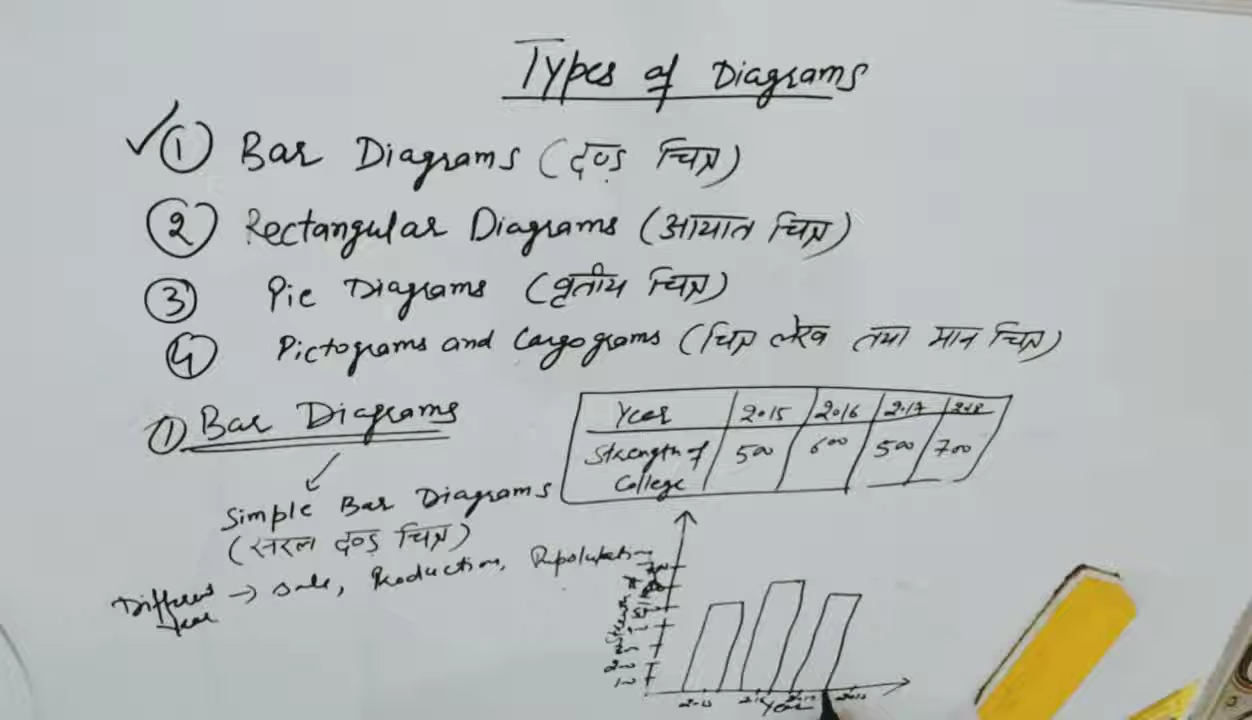 Types of Diagrams
① Bar Diagrams (दण्ड चित्र)
② Rectangular Diagrams (आयात चित्र)
③ Pie Diagrams (वृतीय चित्र)
④ Pictograms and Cargograms (चित्र लेख तथा मान चित्र)
① Bar Diagrams
Year 2015 2016 2017 2018
Strength of College 500 600 500 700
Simple Bar Diagrams
(सरल दण्ड चित्र)
Different Year → Sale, Production,
Year